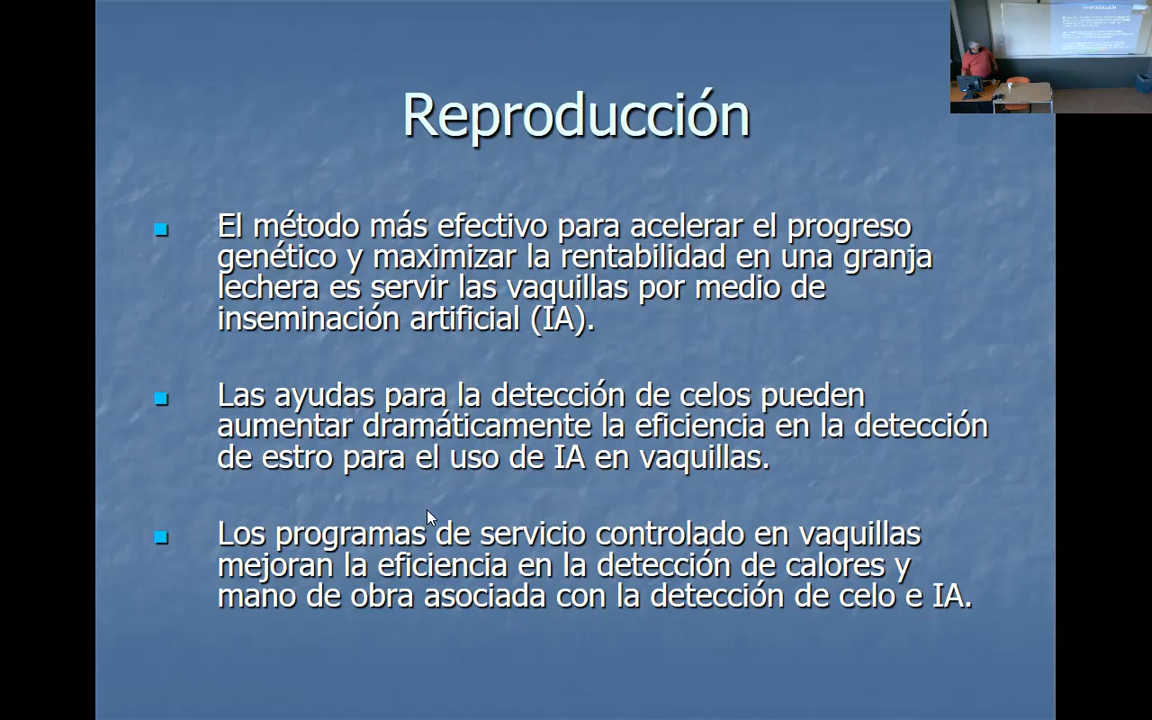 Reproducción
El método más efectivo para acelerar el progreso
genético y maximizar la rentabilidad en una granja
lechera es servir las vaquillas por medio de
inseminación artificial (IA).
Las ayudas para la detección de celos pueden
aumentar dramáticamente la eficiencia en la detección
de estro para el uso de IA en vaquillas.
Los programas de servicio controlado en vaquillas
mejoran la eficiencia en la detección de calores y
mano de obra asociada con la detección de celo e IA.